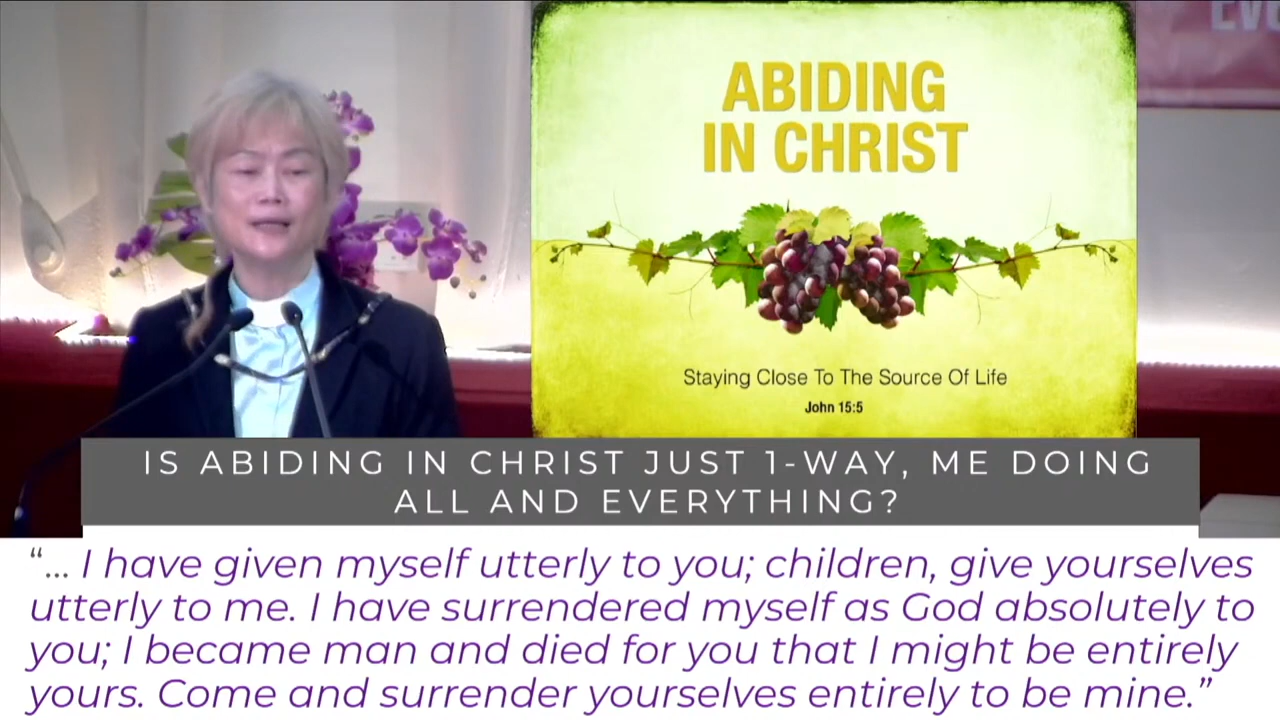 ABIDING
IN CHRIST
Staying Close To The Source Of Life
John 15:5
IS ABIDING IN CHRIST JUST 1-WAY, ME DOING
ALL AND EVERYTHING?
“... I have given myself utterly to you; children, give yourselves
utterly to me. I have surrendered myself as God absolutely to
you; I became man and died for you that I might be entirely
yours. Come and surrender yourselves entirely to be mine.”